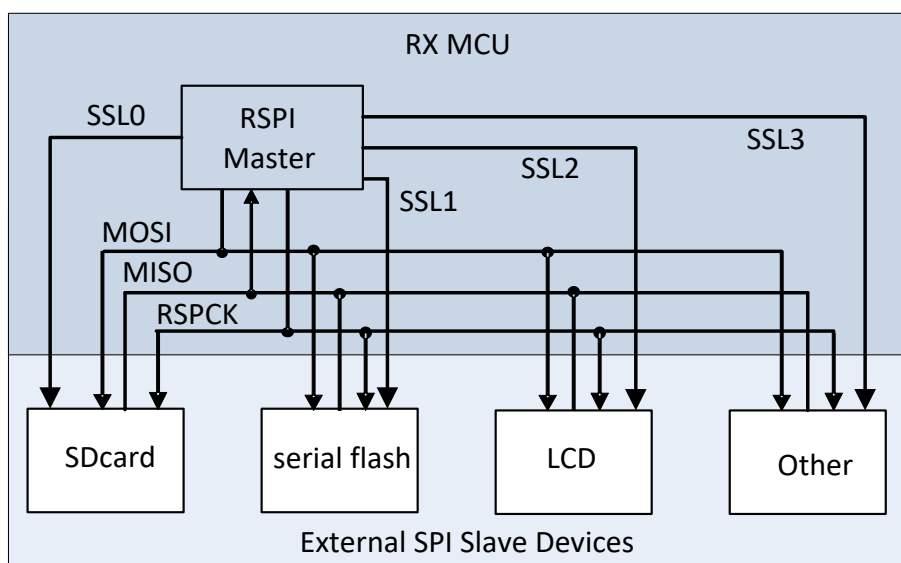 RX MCU
SSL0
RSPI
Master
SSL3
SSL2
SSL1
MOSI
MISO
RSPCK
SDcard
serial flash
LCD
Other
External SPI Slave Devices